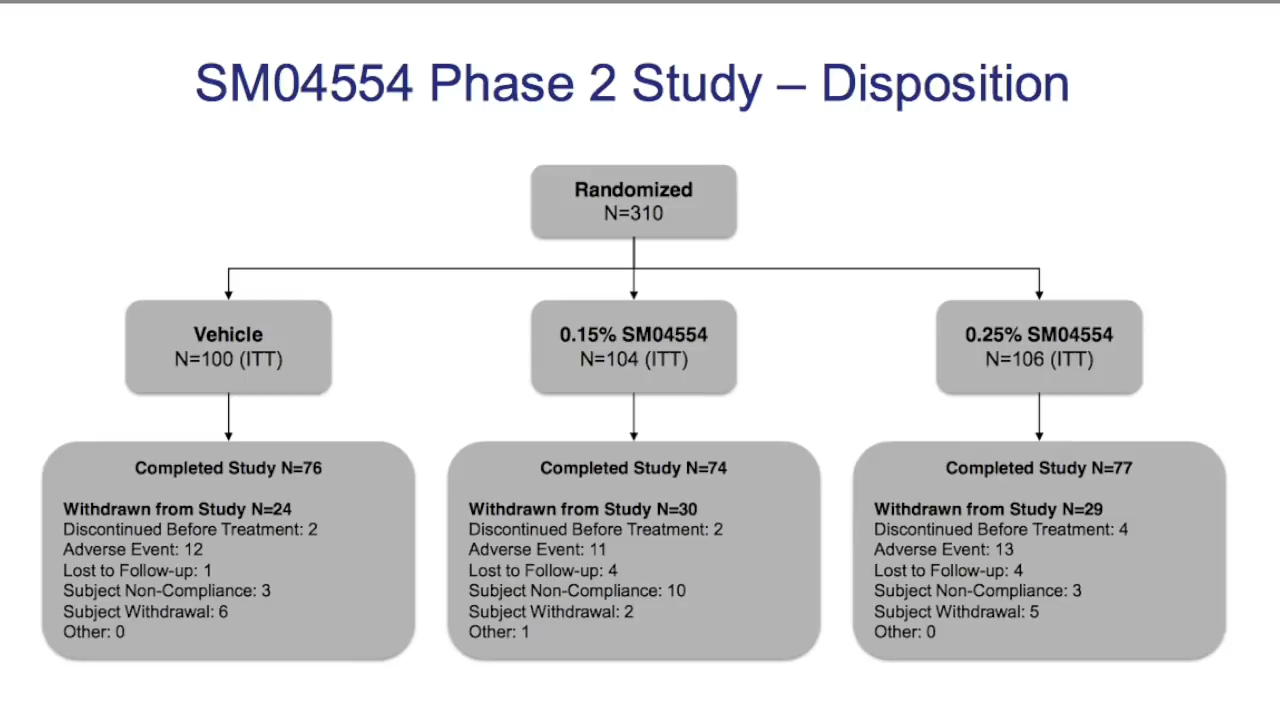 SM04554 Phase 2 Study – Disposition
Randomized
N=310
Vehicle
N=100 (ITT)
0.15% SM04554
N=104 (ITT)
0.25% SM04554
N=106 (ITT)
Completed Study N=76
Withdrawn from Study N=24
Discontinued Before Treatment: 2
Adverse Event: 12
Lost to Follow-up: 1
Subject Non-Compliance: 3
Subject Withdrawal: 6
Other: 0
Completed Study N=74
Withdrawn from Study N=30
Discontinued Before Treatment: 2
Adverse Event: 11
Lost to Follow-up: 4
Subject Non-Compliance: 10
Subject Withdrawal: 2
Other: 1
Completed Study N=77
Withdrawn from Study N=29
Discontinued Before Treatment: 4
Adverse Event: 13
Lost to Follow-up: 4
Subject Non-Compliance: 3
Subject Withdrawal: 5
Other: 0